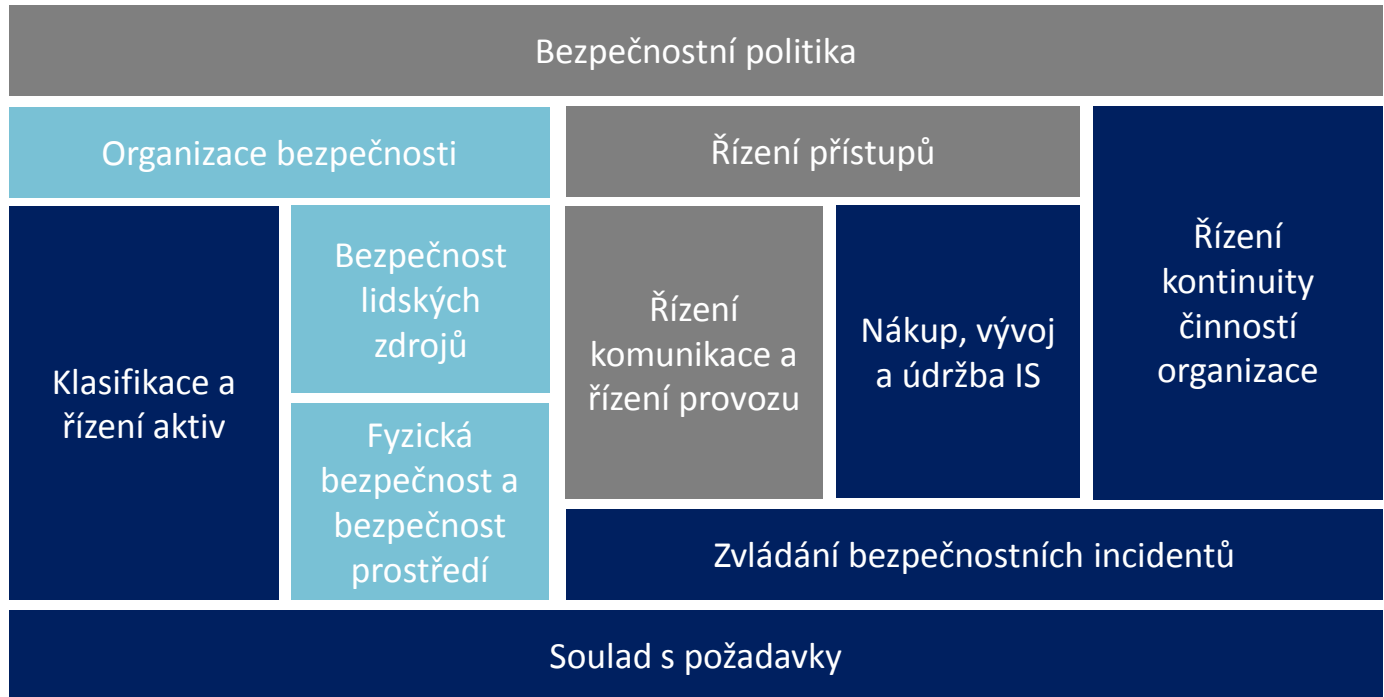 Bezpečnostní politika
Organizace bezpečnosti
Řízení přístupů
Klasifikace a
řízení aktiv
Bezpečnost
lidských
zdrojů
Fyzická
bezpečnost a
bezpečnost
prostředí
Řízení
komunikace a
řízení provozu
Nákup, vývoj
a údržba IS
Řízení
kontinuity
činností
organizace
Zvládání bezpečnostních incidentů
Soulad s požadavky